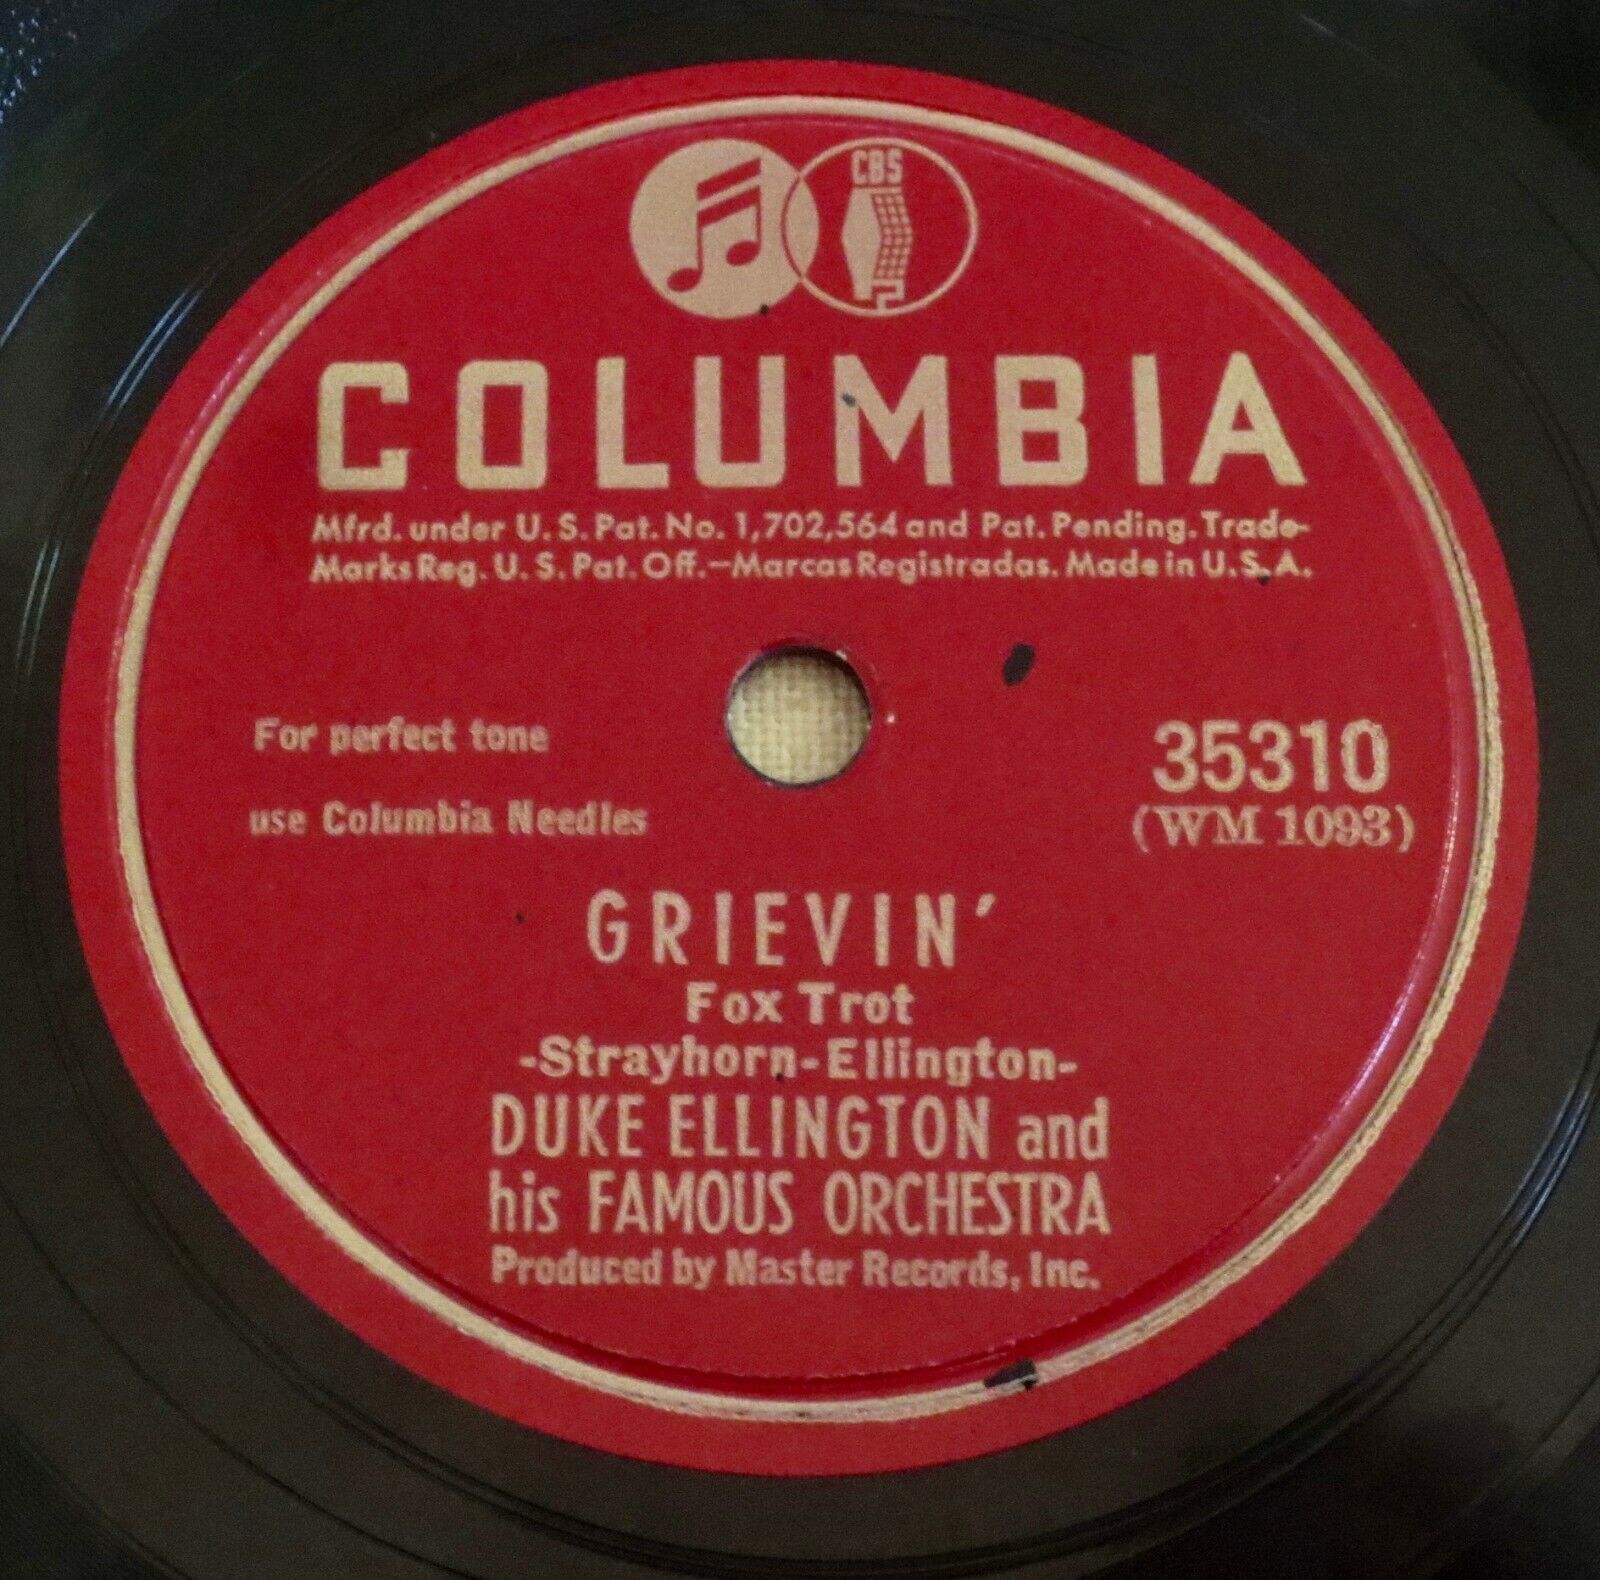 CBS
COLUMBIA
Mfrd. under U. S. Pat. No. 1,702,564 and Pat. Pending. Trade-
Marks Reg. U. S. Pat. Off.—Marcas Registradas. Made in U. S. A.
For perfect tone
use Columbia Needles
35310
(WM 1093)
GRIEVIN'
Fox Trot
-Strayhorn-Ellington-
DUKE ELLINGTON and
his FAMOUS ORCHESTRA
Produced by Master Records, Inc.